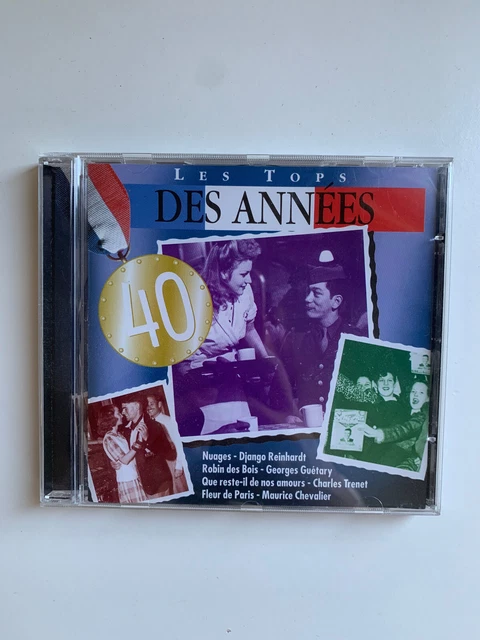 LES TOPS
DES ANNÉES
40
Nuages - Django Reinhardt
Robin des Bois - Georges Guétary
Que reste-il de nos amours - Charles Trenet
Fleur de Paris - Maurice Chevalier